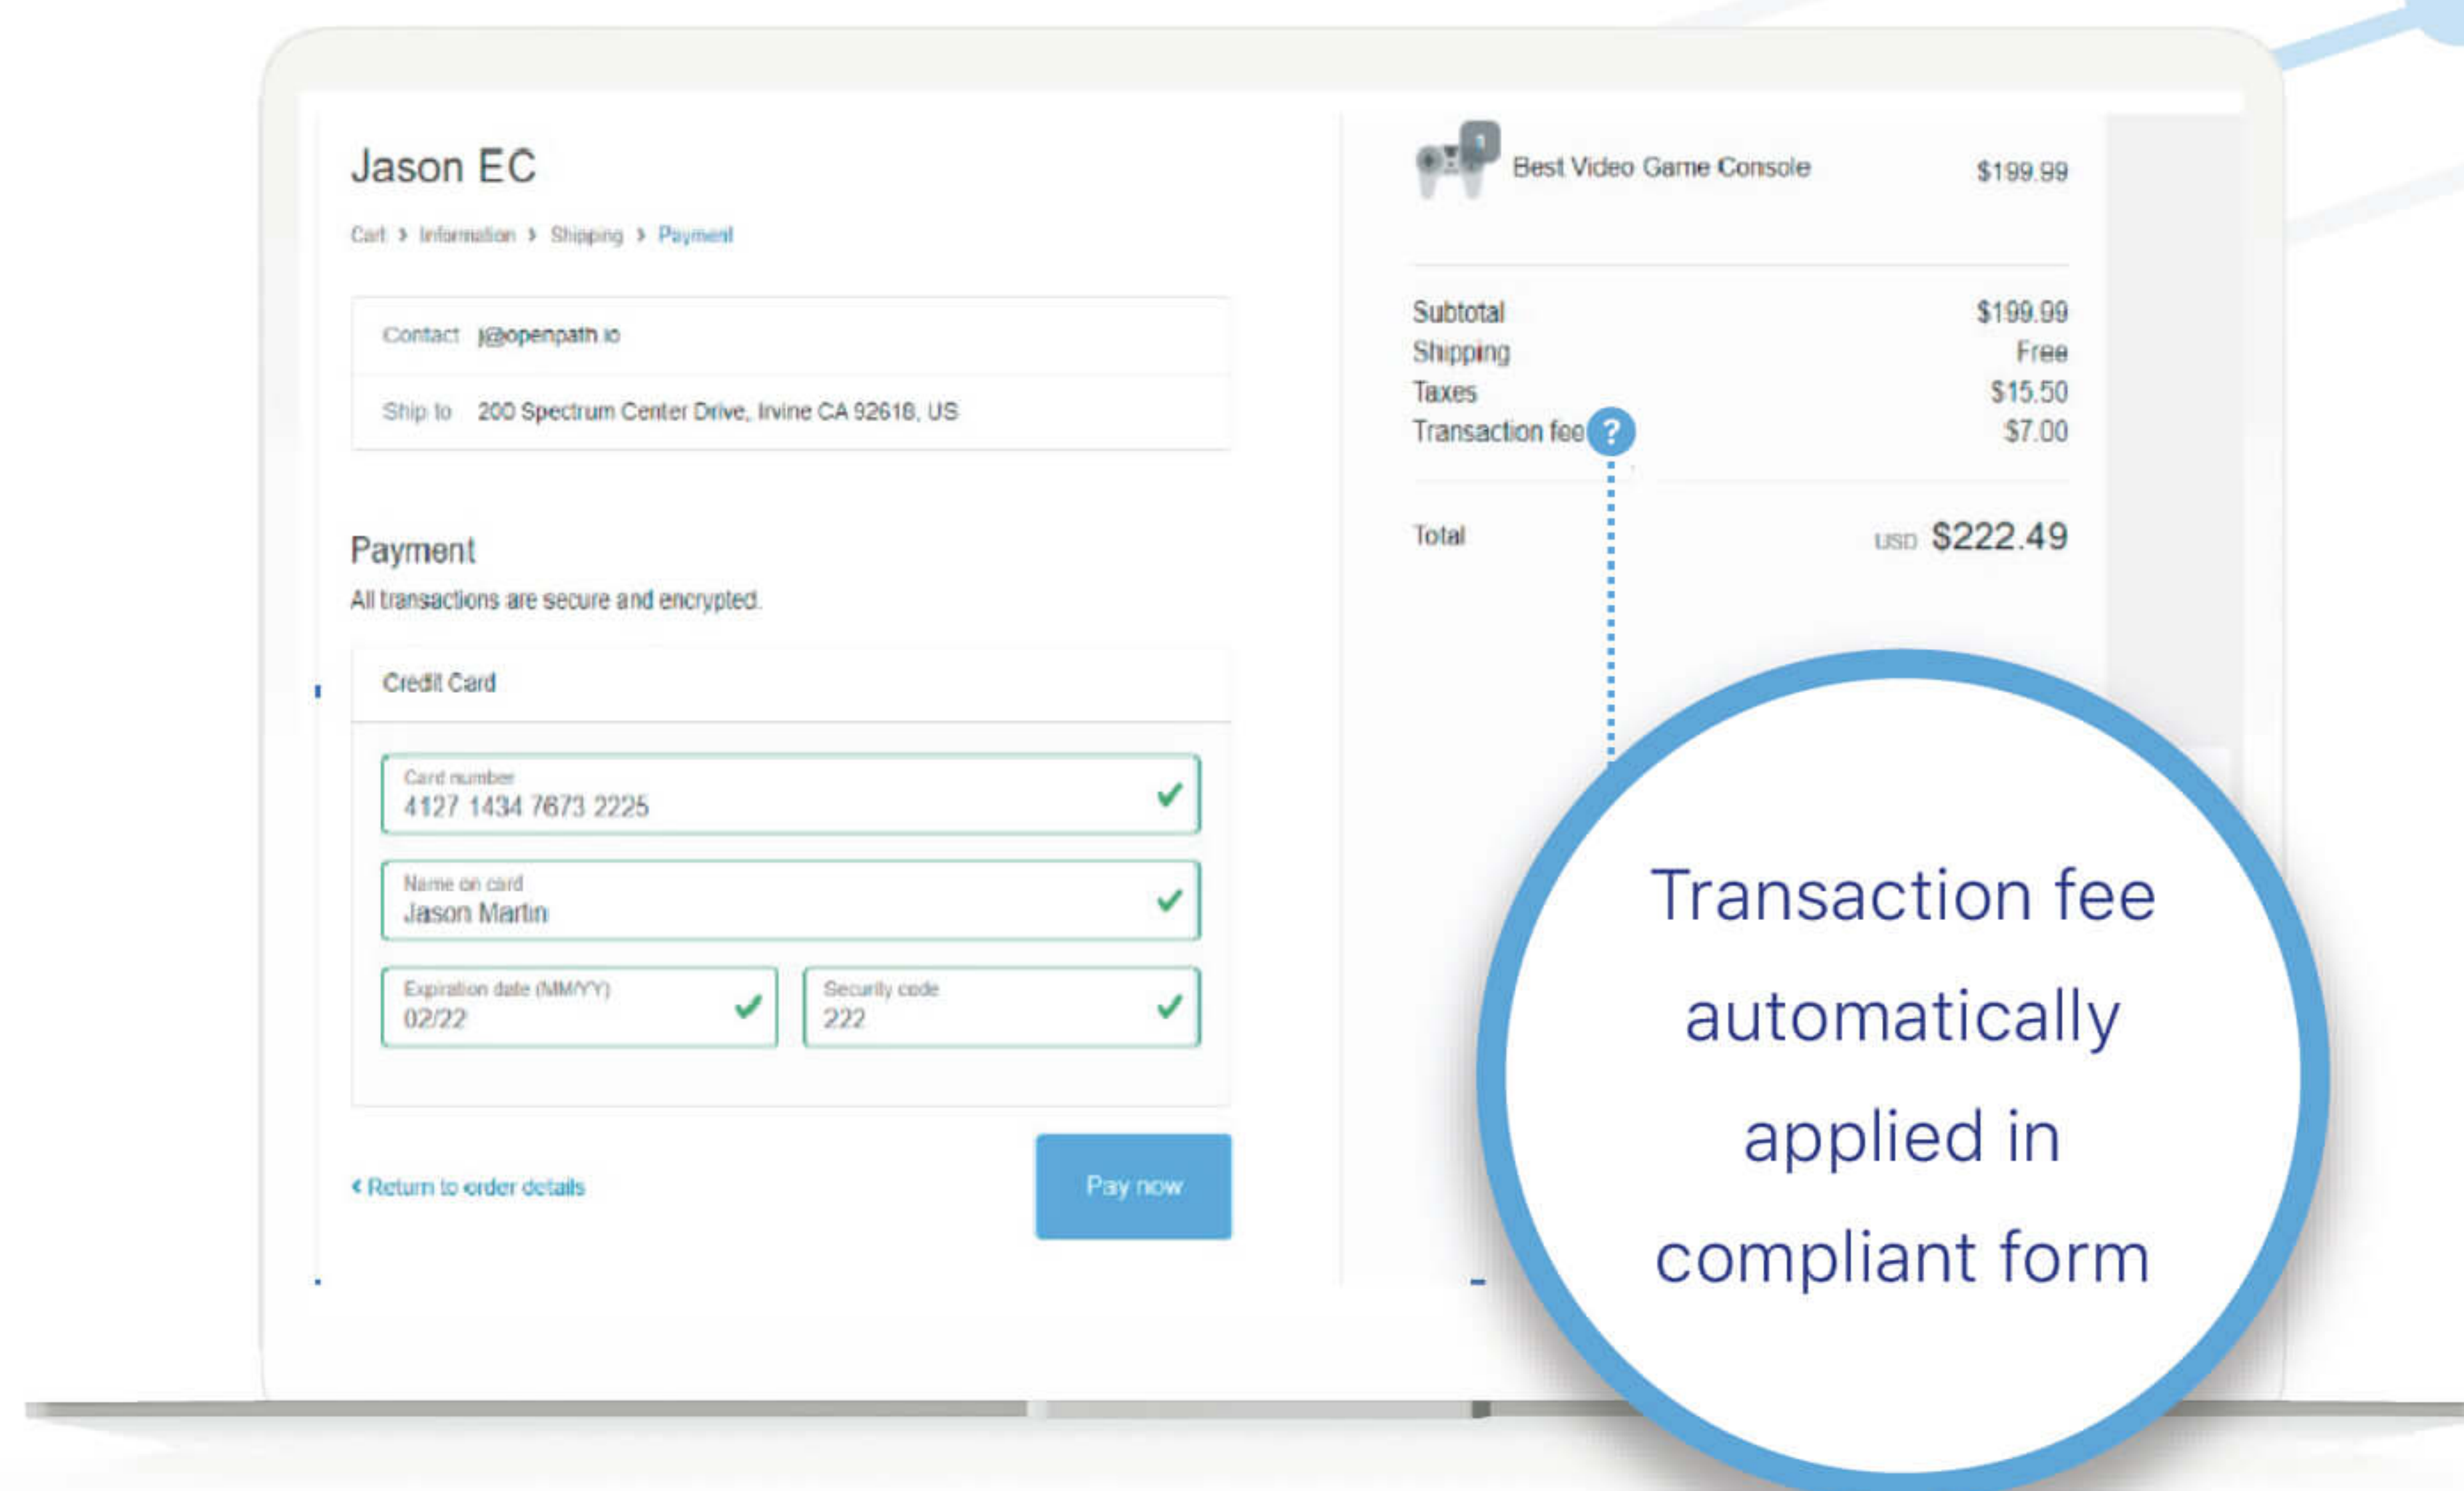 Jason EC
Cart > Information > Shipping > Payment
Contact j@openpath.io
Ship to 200 Spectrum Center Drive, Irvine CA 92618, US
Payment
All transactions are secure and encrypted.
Credit Card
Card number
4127 1434 7673 2225
Name on card
Jason Martin
Expiration date (MM/YY)
02/22
Security code
222
< Return to order details
Pay now
Best Video Game Console $199.99
Subtotal $199.99
Shipping Free
Taxes $15.50
Transaction fee ? $7.00
Total USD $222.49
Transaction fee
automatically
applied in
compliant form